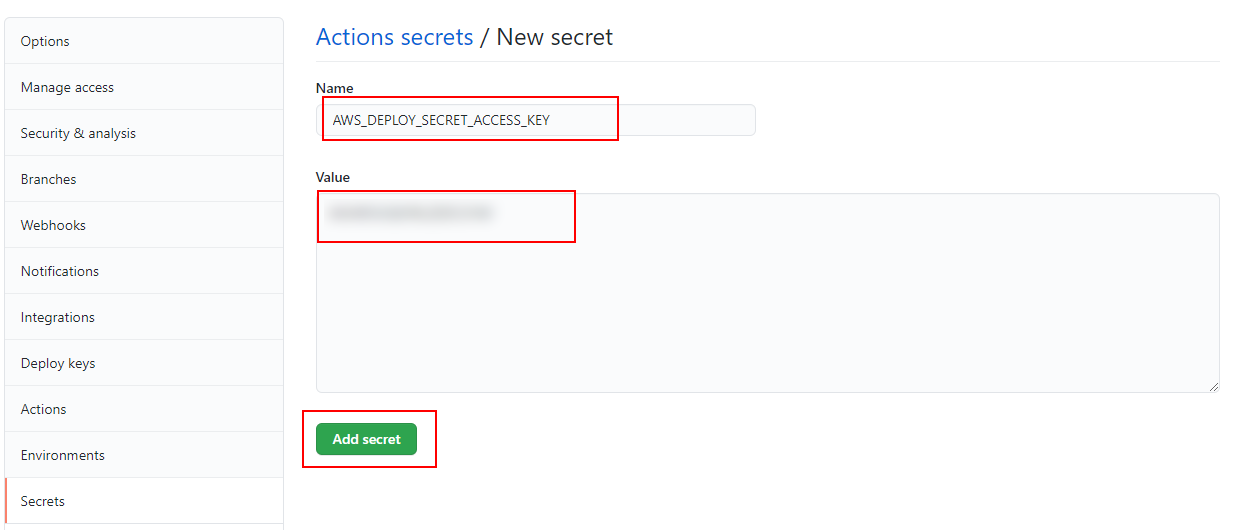 Options
Manage access
Security & analysis
Branches
Webhooks
Notifications
Integrations
Deploy keys
Actions
Environments
Secrets
Actions secrets / New secret
Name
AWS_DEPLOY_SECRET_ACCESS_KEY
Value
Add secret